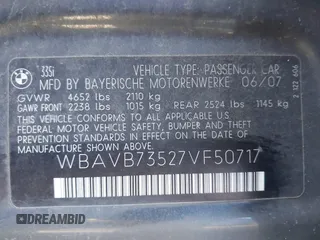 BMW
335i
VEHICLE TYPE: PASSENGER CAR
MFD BY BAYERISCHE MOTORENWERKE 06/07
GVWR 4652 lbs 2110 kg
GAWR FRONT 2238 lbs 1015 kg REAR 2524 lbs 1145 kg
THIS VEHICLE CONFORMS TO ALL APPLICABLE
FEDERAL MOTOR VEHICLE SAFETY, BUMPER,
AND THEFT PREVENTION STANDARDS IN EFFECT
ON THE DATE OF MANUFACTURE SHOWN ABOVE.
WBAVB73527VF50717
DREAMBID